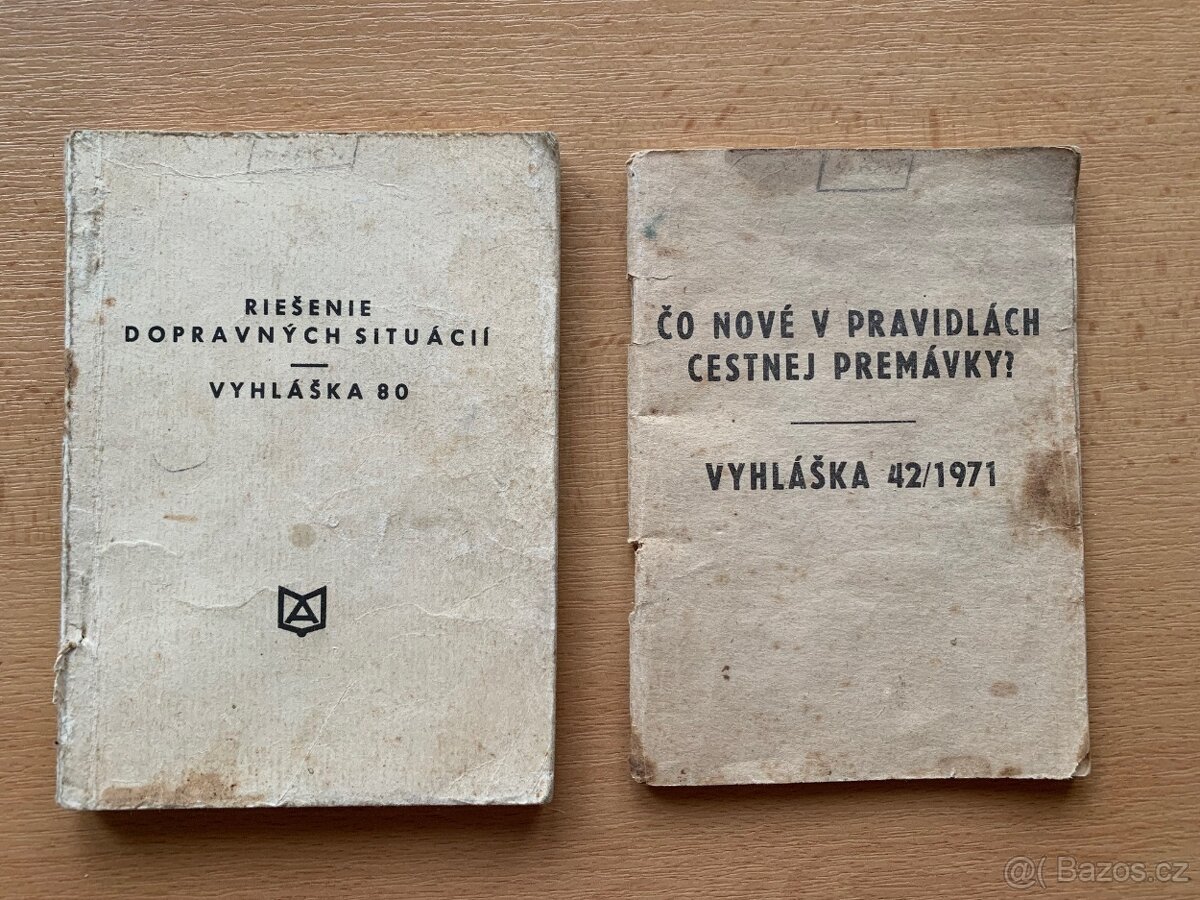 RIEŠENIE
DOPRAVNÝCH SITUÁCIÍ
VYHLÁŠKA 80
ČO NOVÉ V PRAVIDLÁCH
CESTNEJ PREMÁVKY?
VYHLÁŠKA 42/1971
@( Bazos.cz